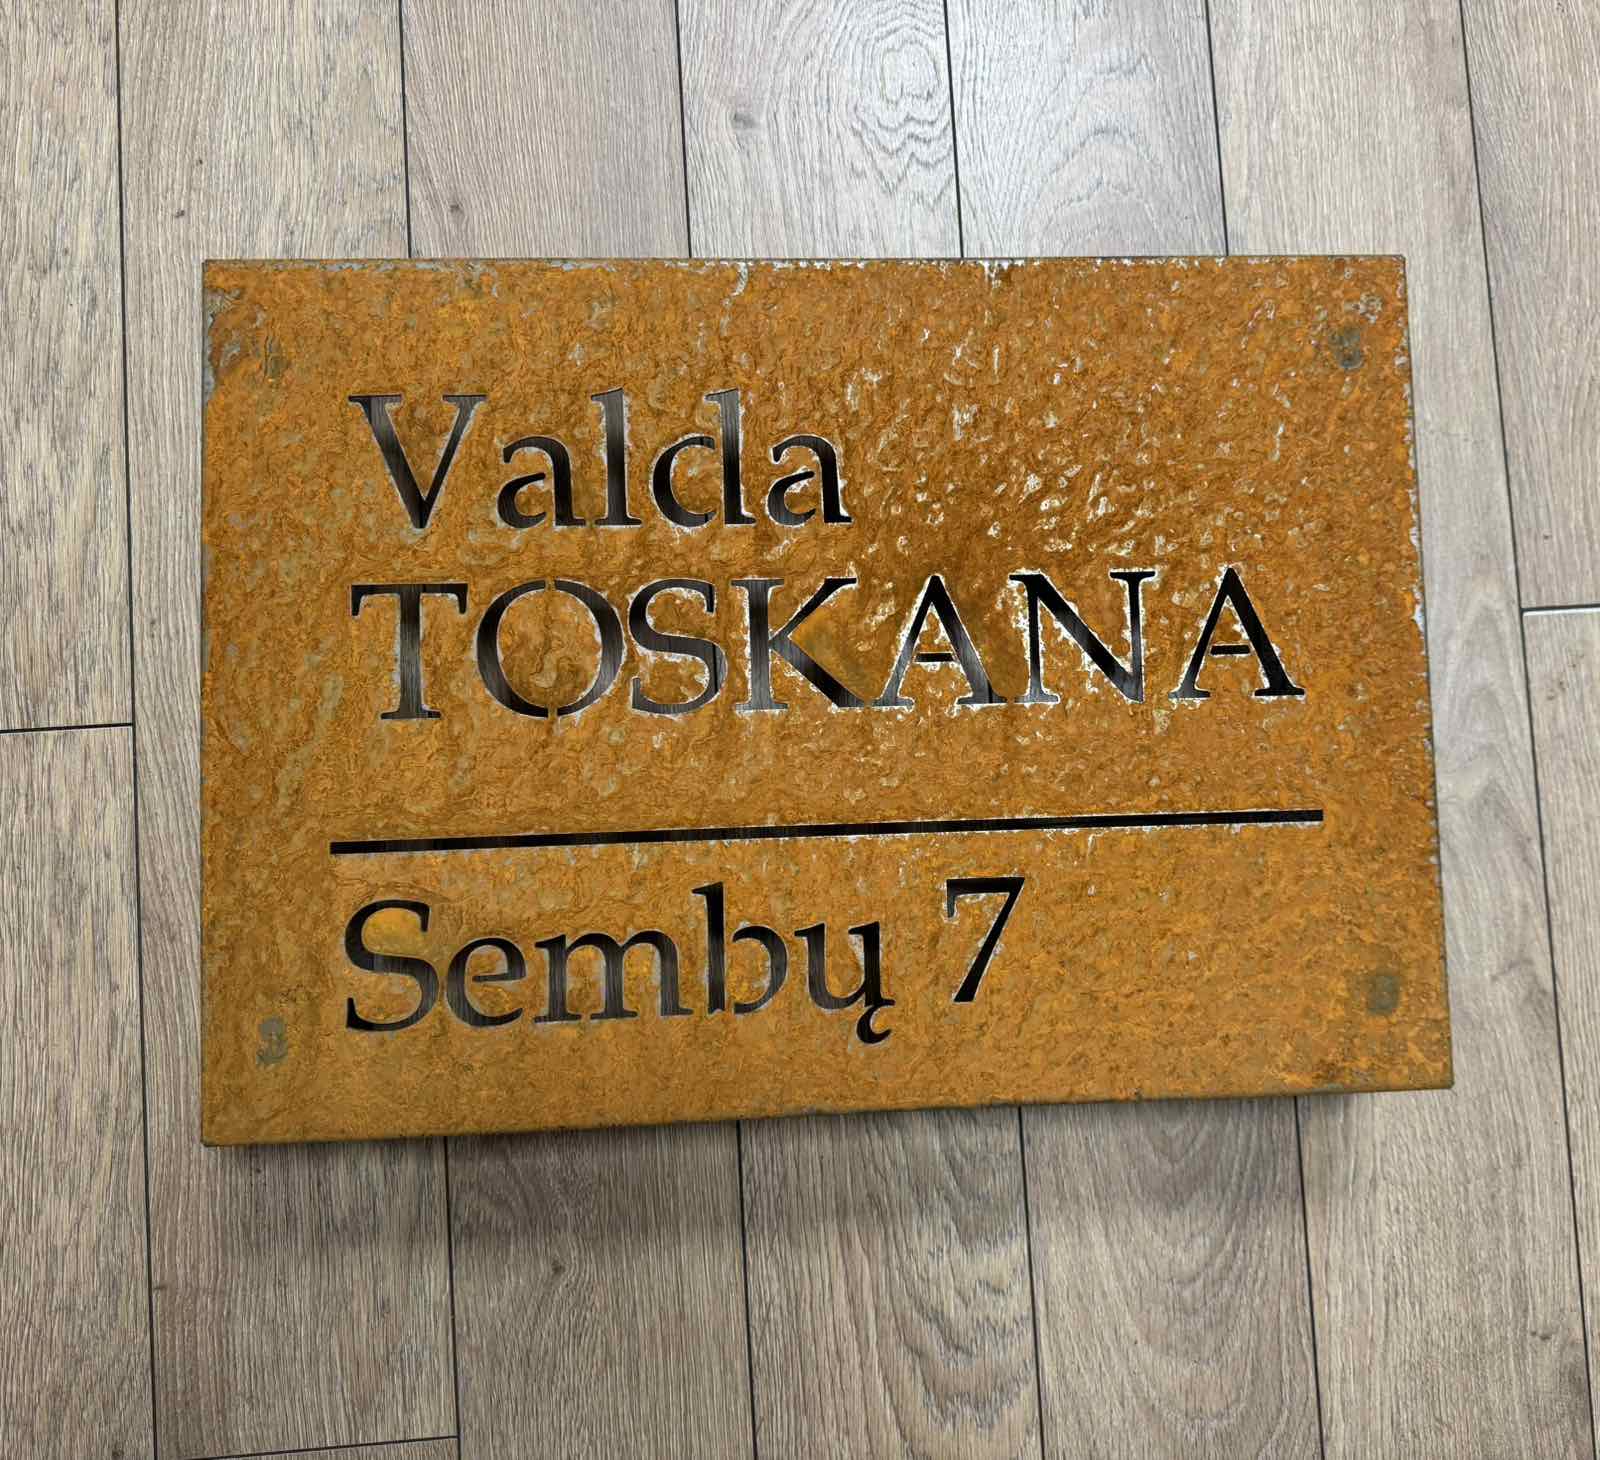 Valda
TOSKANA
Sembų 7